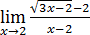 lim x→2 (√(3x−2) − 2)/(x−2)